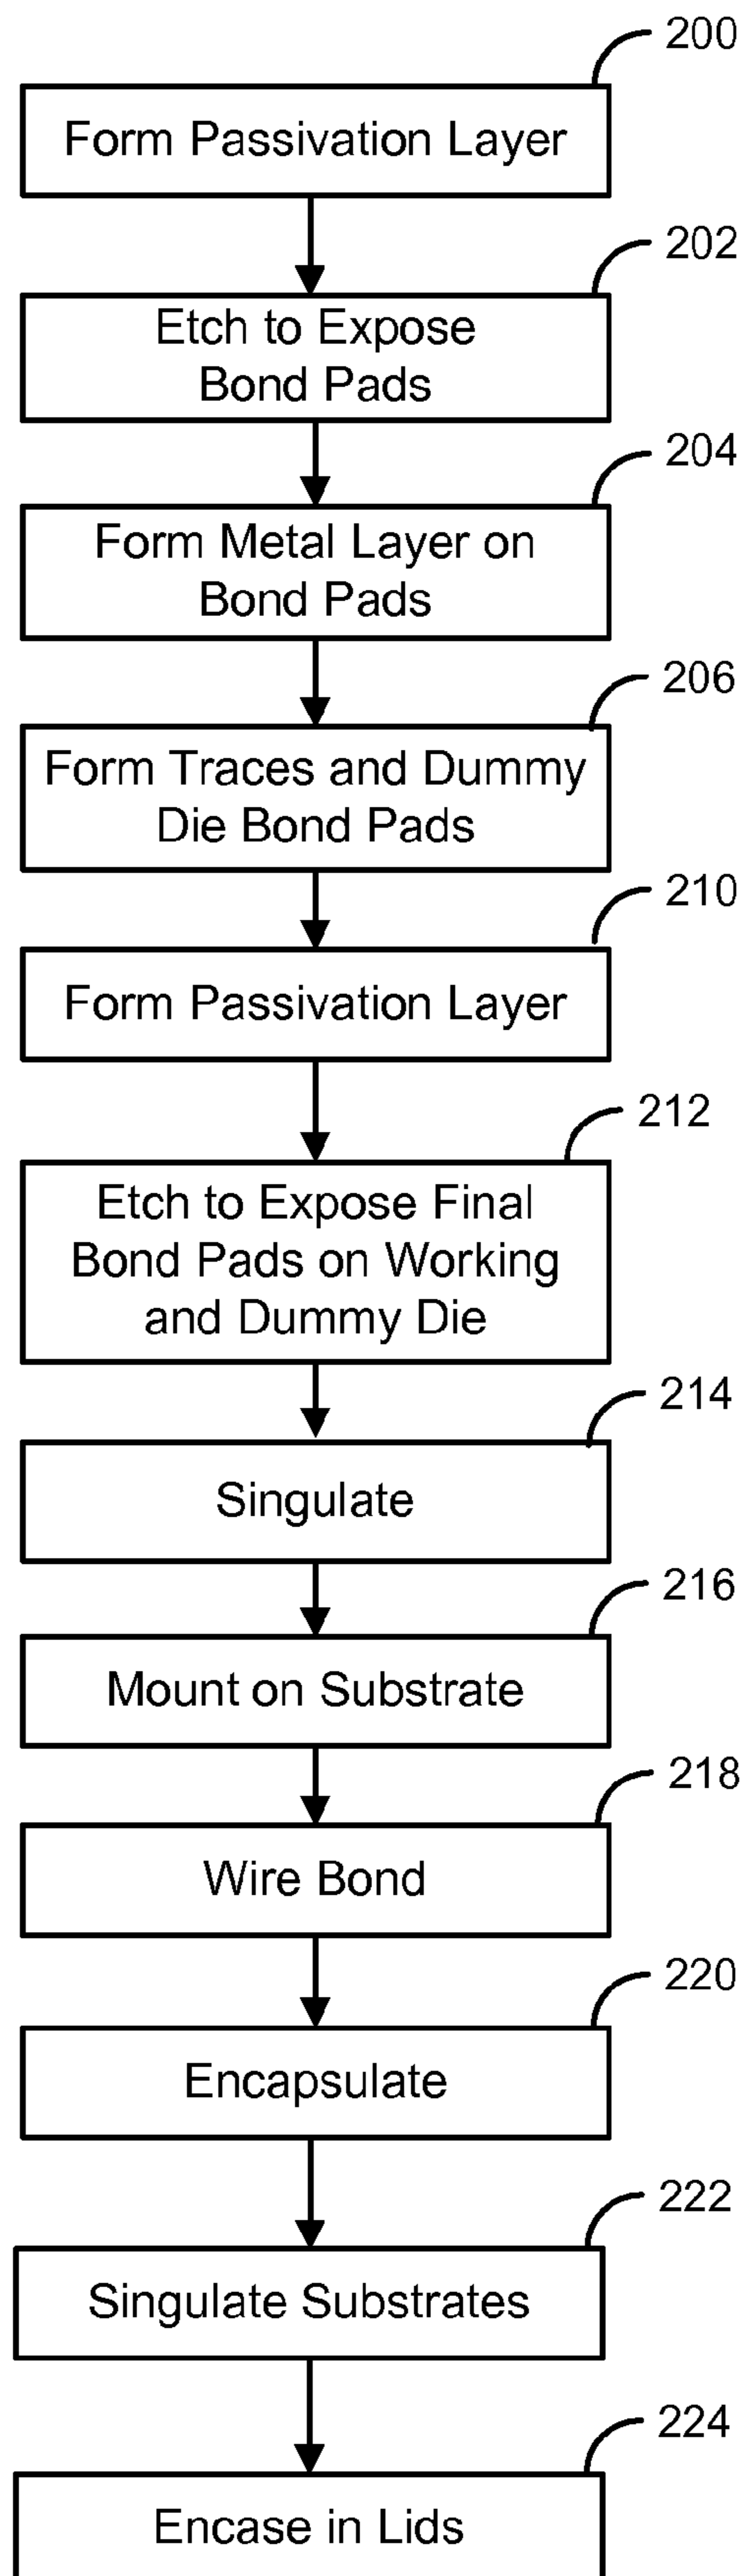 200
Form Passivation Layer
202
Etch to Expose
Bond Pads
204
Form Metal Layer on
Bond Pads
206
Form Traces and Dummy
Die Bond Pads
210
Form Passivation Layer
212
Etch to Expose Final
Bond Pads on Working
and Dummy Die
214
Singulate
216
Mount on Substrate
218
Wire Bond
220
Encapsulate
222
Singulate Substrates
224
Encase in Lids